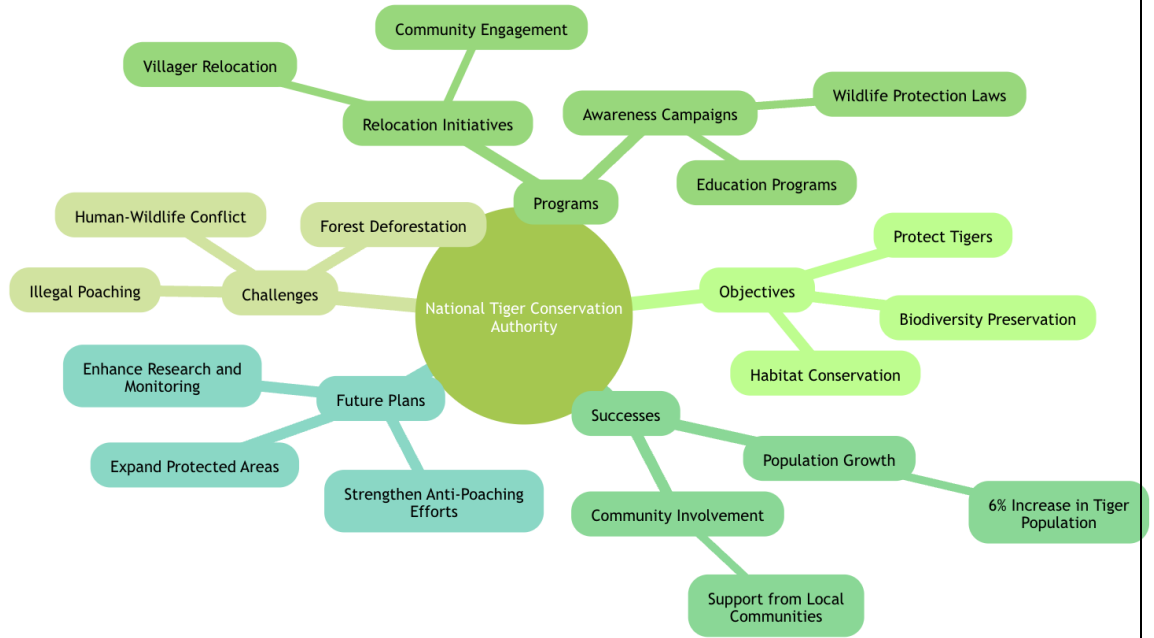 Community Engagement
Villager Relocation
Relocation Initiatives
Awareness Campaigns
Wildlife Protection Laws
Education Programs
Programs
Human-Wildlife Conflict
Forest Deforestation
Illegal Poaching
Challenges
National Tiger Conservation
Authority
Objectives
Protect Tigers
Biodiversity Preservation
Habitat Conservation
Enhance Research and
Monitoring
Future Plans
Expand Protected Areas
Strengthen Anti-Poaching
Efforts
Successes
Population Growth
6% Increase in Tiger
Population
Community Involvement
Support from Local
Communities